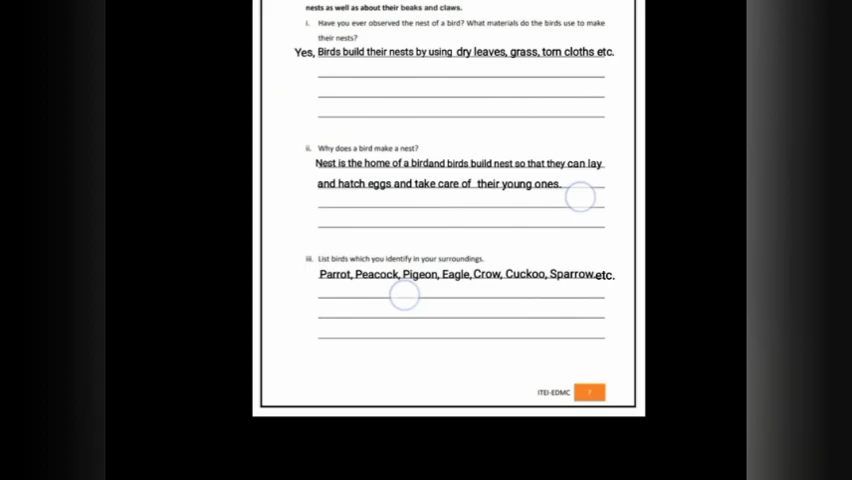 nests as well as about their beaks and claws.
i. Have you ever observed the nest of a bird? What materials do the birds use to make
their nests?
Yes, Birds build their nests by using dry leaves, grass, torn cloths etc.
ii. Why does a bird make a nest?
Nest is the home of a birdand birds build nest so that they can lay
and hatch eggs and take care of their young ones.
iii. List birds which you identify in your surroundings.
Parrot, Peacock, Pigeon, Eagle, Crow, Cuckoo, Sparrow.etc.
ITEI-EDMC 7